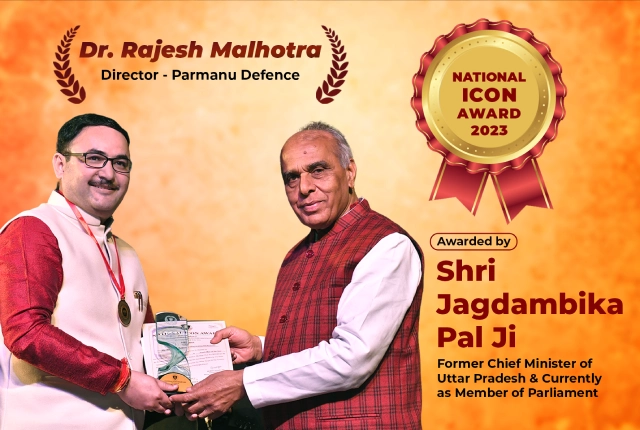 Dr. Rajesh Malhotra
Director - Parmanu Defence
NATIONAL
ICON
AWARD
2023
Awarded by
Shri
Jagdambika
Pal Ji
Former Chief Minister of
Uttar Pradesh & Currently
as Member of Parliament